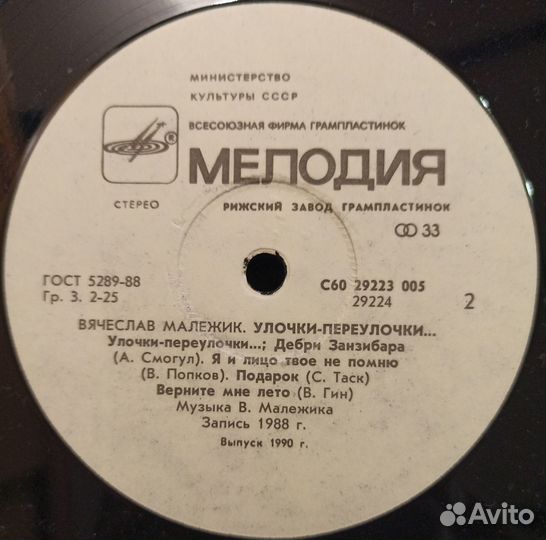 МИНИСТЕРСТВО
КУЛЬТУРЫ СССР
ВСЕСОЮЗНАЯ ФИРМА ГРАМПЛАСТИНОК
®
МЕЛОДИЯ
СТЕРЕО
РИЖСКИЙ ЗАВОД ГРАМПЛАСТИНОК
33
ГОСТ 5289-88
Гр. 3. 2-25
С60 29223 005
29224
2
ВЯЧЕСЛАВ МАЛЕЖИК. УЛОЧКИ-ПЕРЕУЛОЧКИ...
Улочки-переулочки...; Дебри Занзибара
(А. Смогул). Я и лицо твое не помню
(В. Попков). Подарок (С. Таск)
Верните мне лето (В. Гин)
Музыка В. Малежика
Запись 1988 г.
Выпуск 1990 г.
Avito